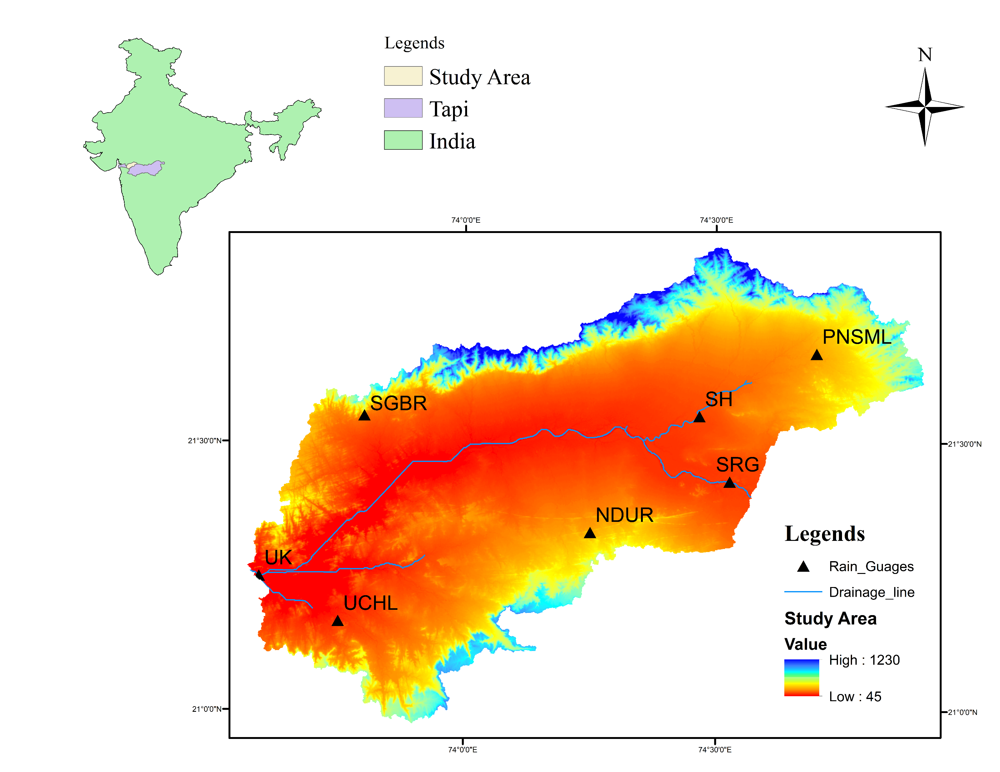 Legends
N
Study Area
Tapi
India
74°0'0"E
74°30'0"E
PNSML
SGBR
SH
21°30'0"N
21°30'0"N
SRG
NDUR
UK
UCHL
Legends
Rain_Guages
Drainage_line
Study Area
Value
High : 1230
Low : 45
21°0'0"N
21°0'0"N
74°0'0"E
74°30'0"E